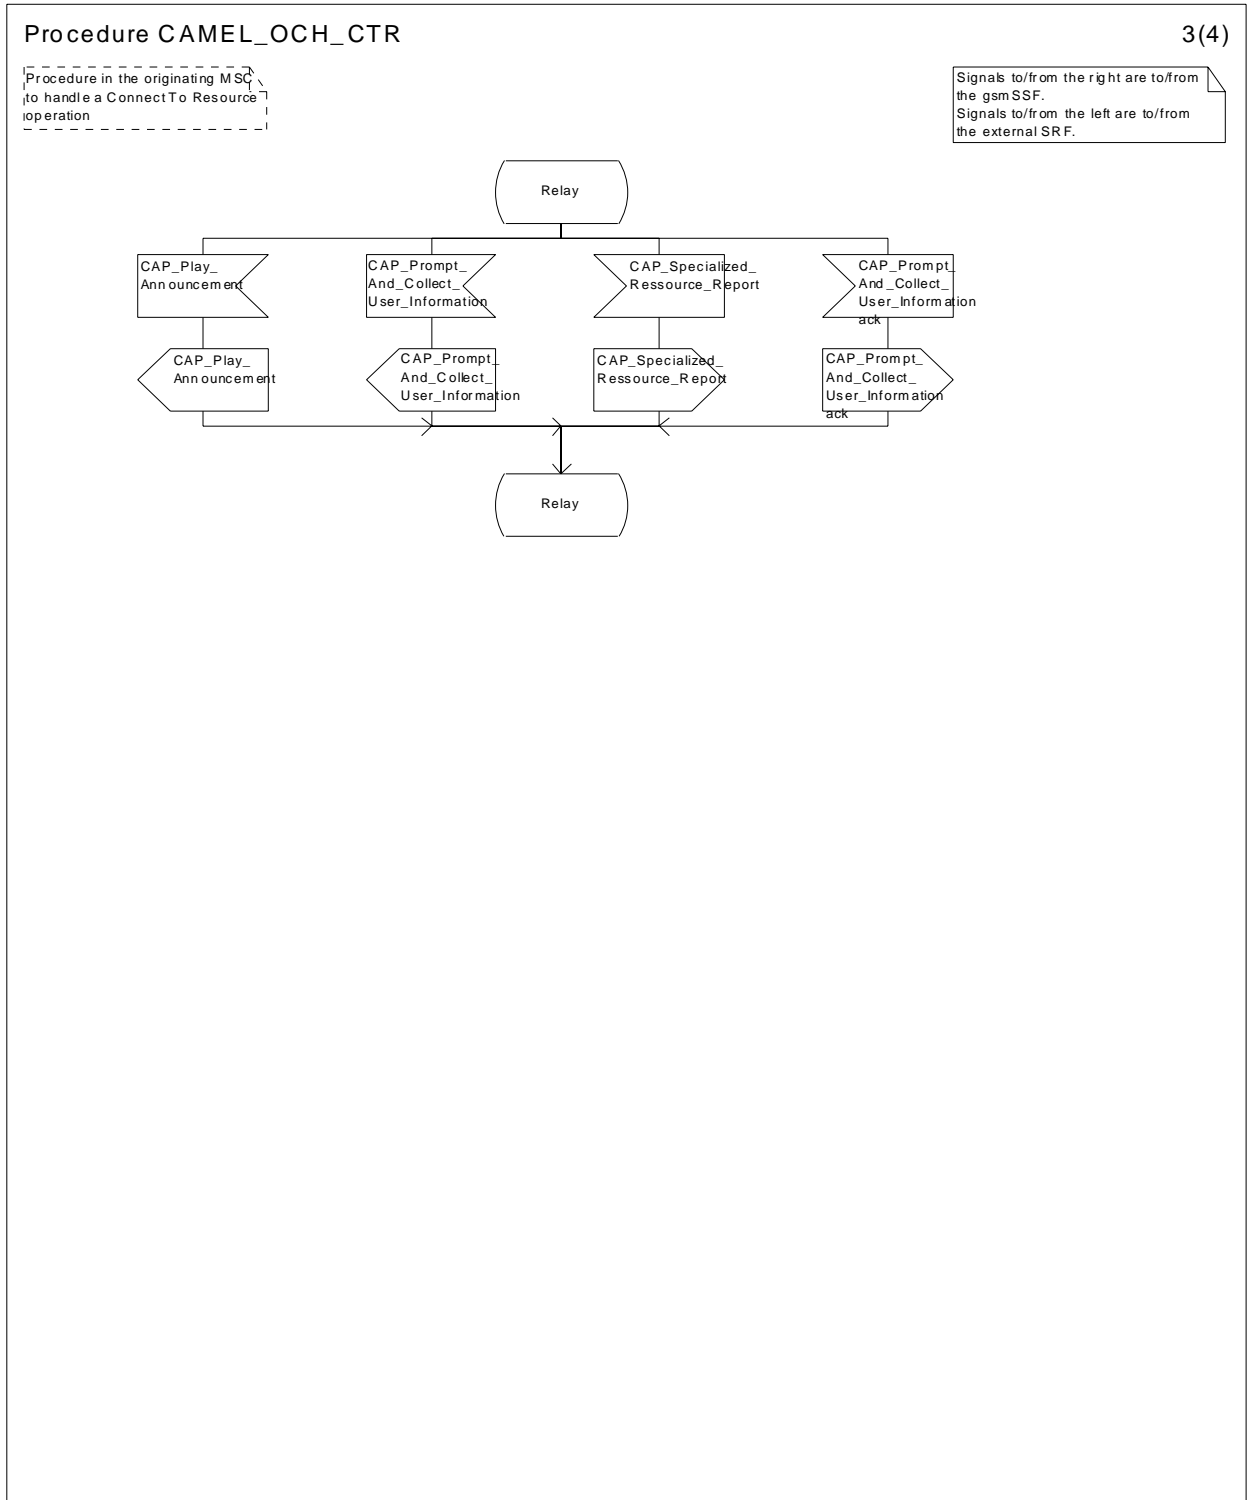 Procedure CAMEL_OCH_CTR
3(4)
Procedure in the originating MSC
to handle a Connect To Resource
operation
Signals to/from the right are to/from
the gsmSSF.
Signals to/from the left are to/from
the external SRF.
Relay
CAP_Play_
Announcement
CAP_Prompt_
And_Collect_
User_Information
CAP_Specialized_
Ressource_Report
CAP_Prompt_
And_Collect_
User_Information
ack
CAP_Play_
Announcement
CAP_Prompt_
And_Collect_
User_Information
CAP_Specialized_
Ressource_Report
CAP_Prompt_
And_Collect_
User_Information
ack
Relay